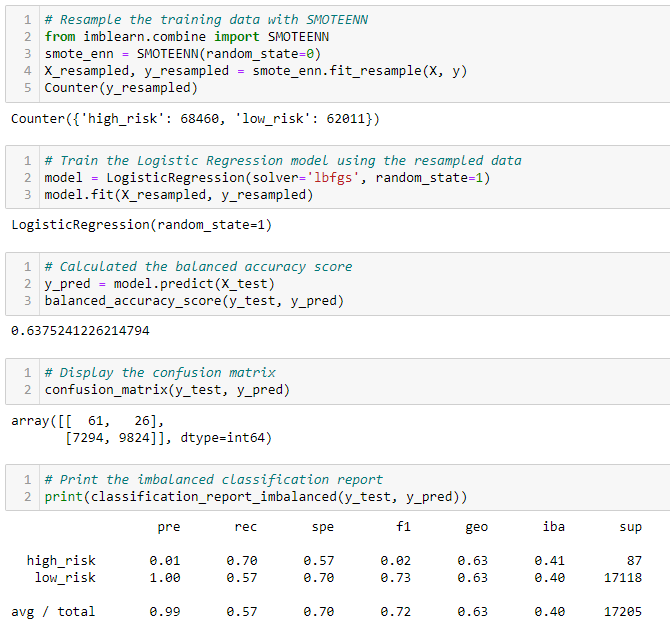 1 # Resample the training data with SMOTEENN
2 from imblearn.combine import SMOTEENN
3 smote_enn = SMOTEENN(random_state=0)
4 X_resampled, y_resampled = smote_enn.fit_resample(X, y)
5 Counter(y_resampled)
Counter({'high_risk': 68460, 'low_risk': 62011})
1 # Train the Logistic Regression model using the resampled data
2 model = LogisticRegression(solver='lbfgs', random_state=1)
3 model.fit(X_resampled, y_resampled)
LogisticRegression(random_state=1)
1 # Calculated the balanced accuracy score
2 y_pred = model.predict(X_test)
3 balanced_accuracy_score(y_test, y_pred)
0.6375241226214794
1 # Display the confusion matrix
2 confusion_matrix(y_test, y_pred)
array([[  61,   26],
       [7294, 9824]], dtype=int64)
1 # Print the imbalanced classification report
2 print(classification_report_imbalanced(y_test, y_pred))
pre rec spe f1 geo iba sup
high_risk 0.01 0.70 0.57 0.02 0.63 0.41 87
low_risk 1.00 0.57 0.70 0.73 0.63 0.40 17118
avg / total 0.99 0.57 0.70 0.72 0.63 0.40 17205